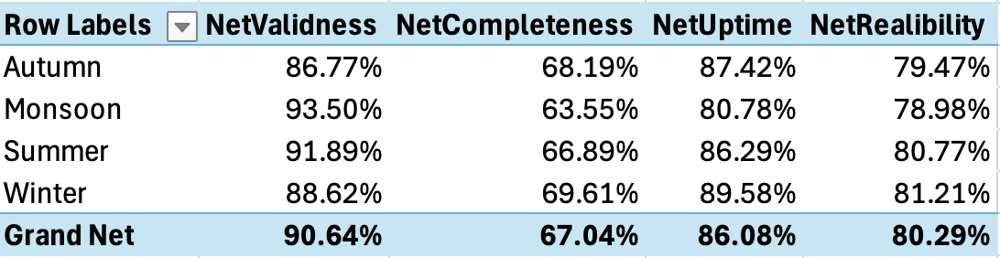 Row Labels NetValidness NetCompleteness NetUptime NetRealibility
Autumn 86.77% 68.19% 87.42% 79.47%
Monsoon 93.50% 63.55% 80.78% 78.98%
Summer 91.89% 66.89% 86.29% 80.77%
Winter 88.62% 69.61% 89.58% 81.21%
Grand Net 90.64% 67.04% 86.08% 80.29%